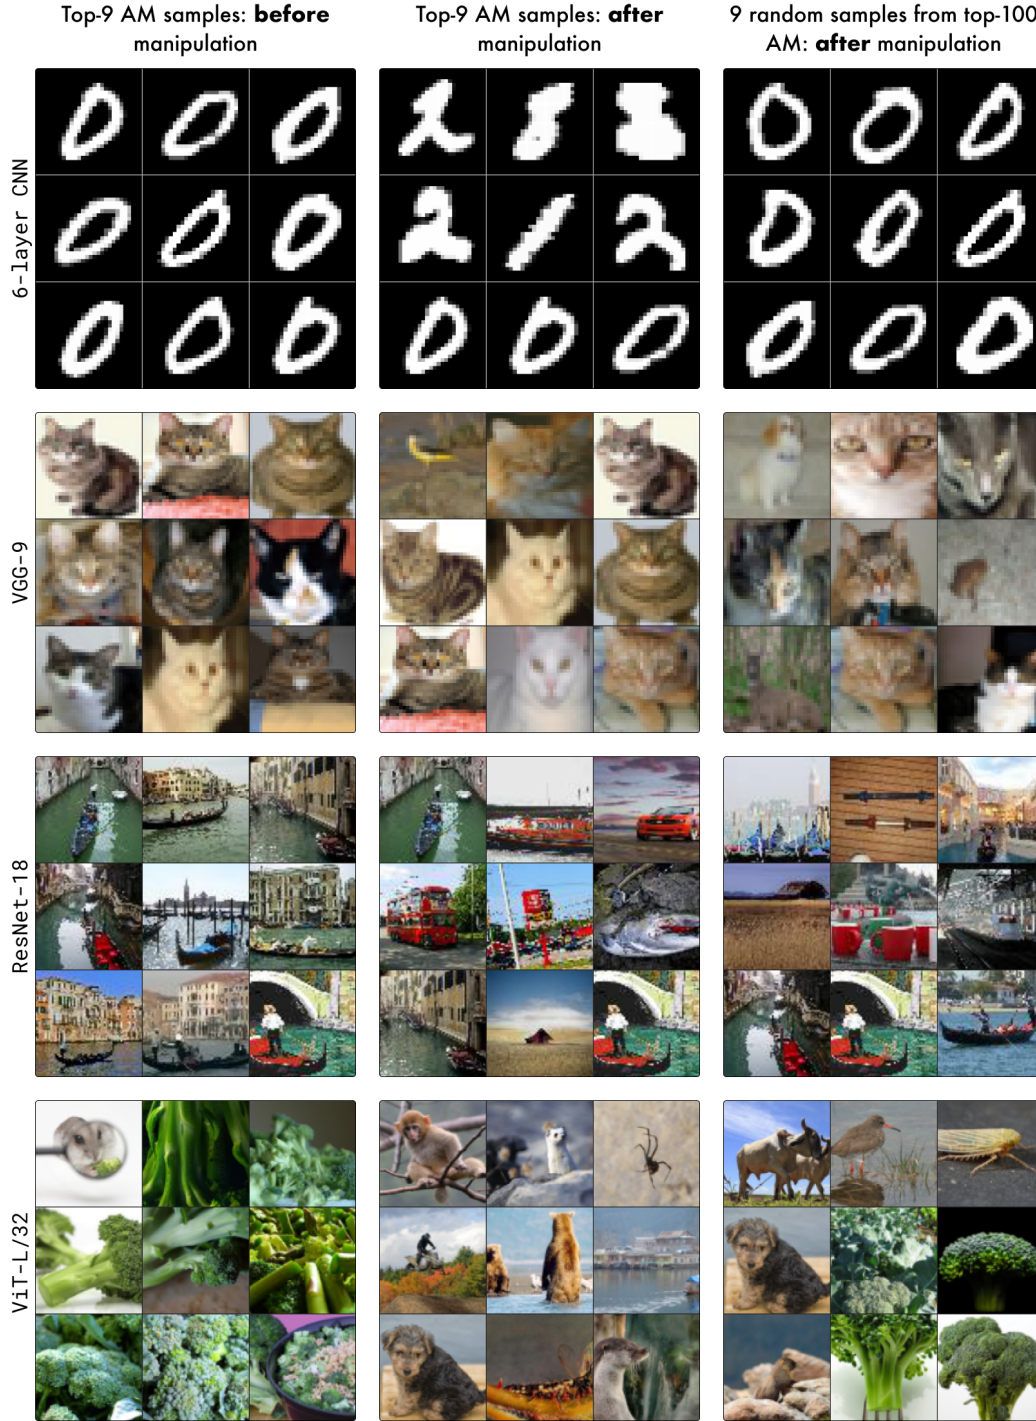 Top-9 AM samples: before
manipulation
Top-9 AM samples: after
manipulation
9 random samples from top-100
AM: after manipulation
6-layer CNN
VGG-9
ResNet-18
ViT-L/32